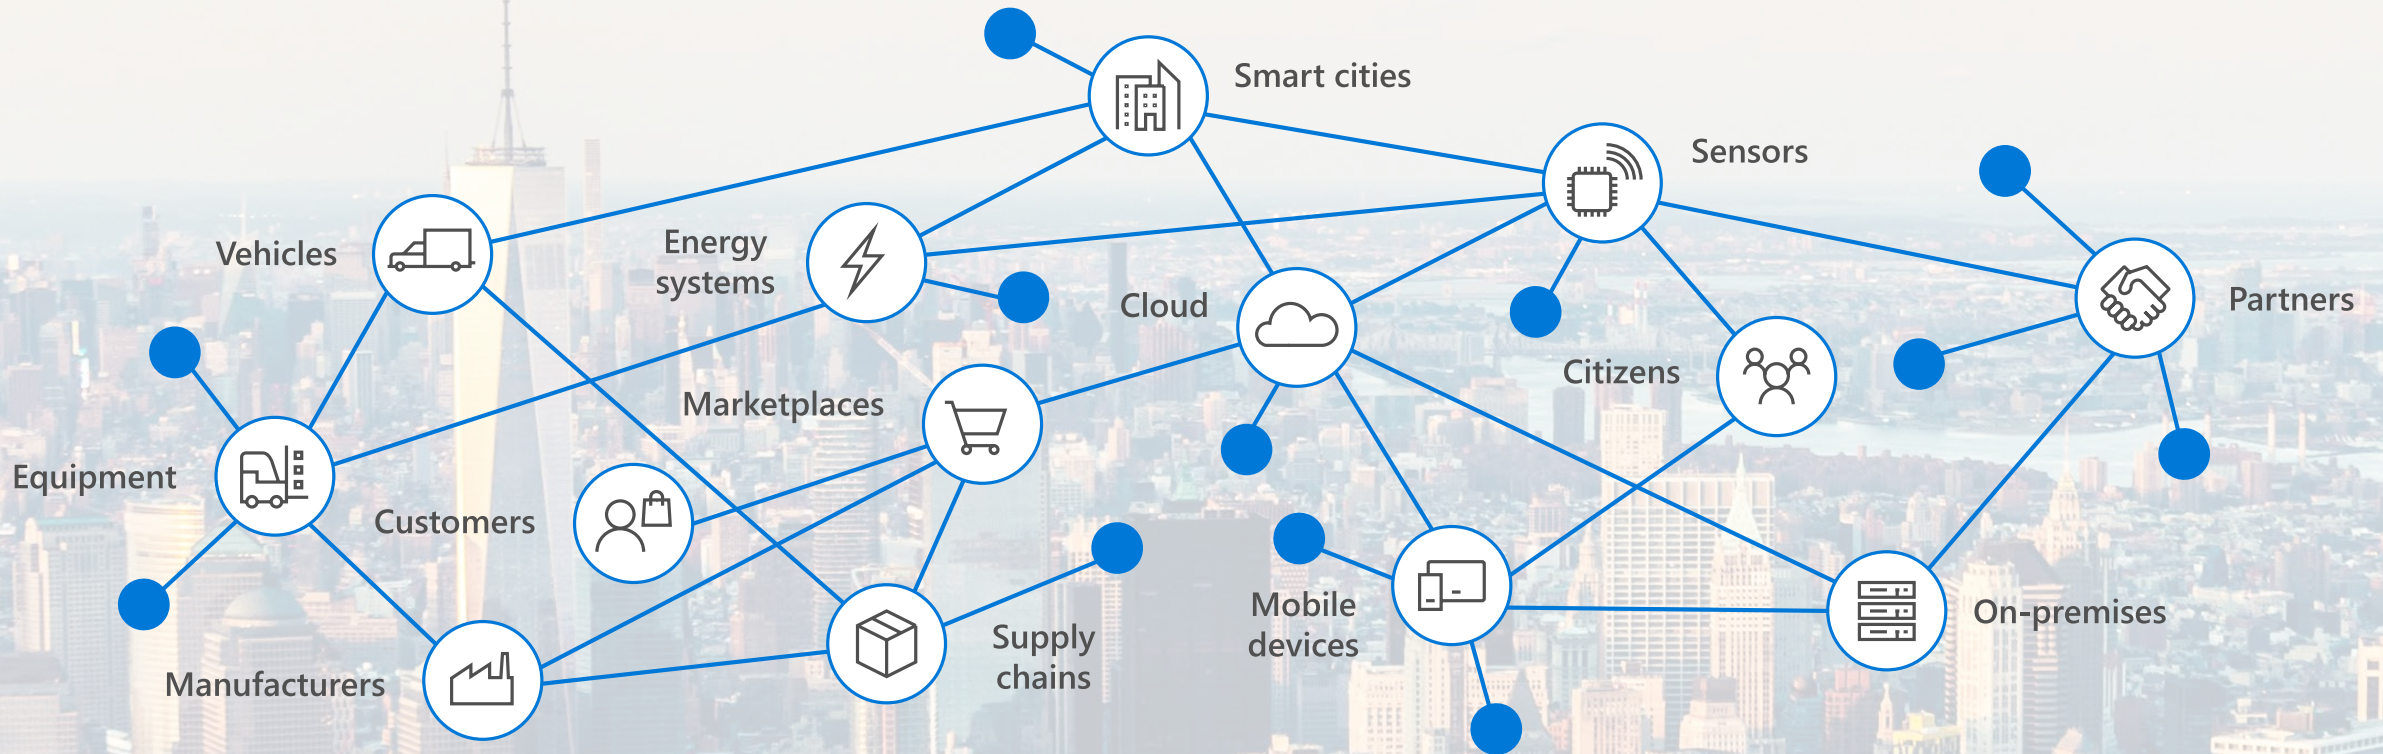 Smart cities
Sensors
Vehicles
Energy
systems
Cloud
Partners
Citizens
Marketplaces
Equipment
Customers
Mobile
devices
On-premises
Supply
chains
Manufacturers